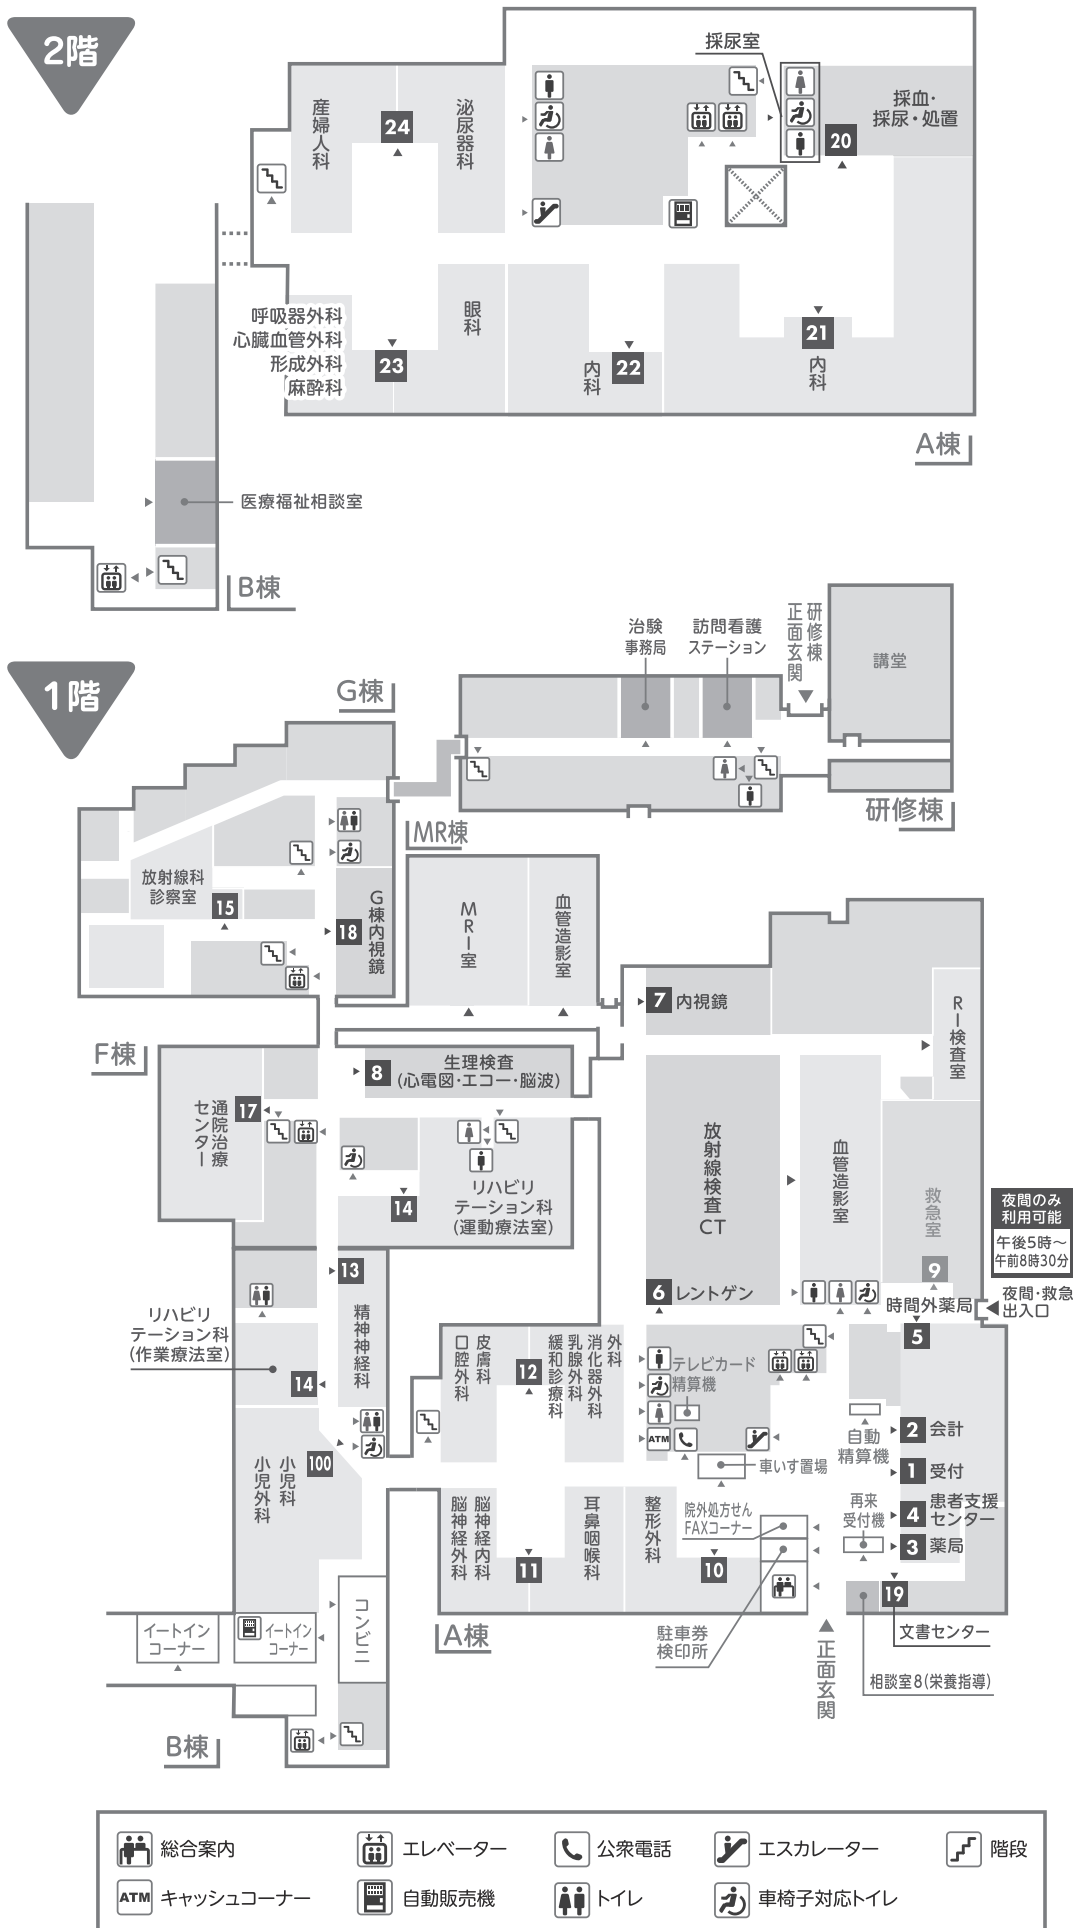 2階
採尿室
採血・
採尿・処置
20
産婦人科
24
泌尿器科
呼吸器外科
心臓血管外科
形成外科
麻酔科
23
眼科
内科
22
21
内科
A棟
医療福祉相談室
B棟
1階
治験
事務局
訪問看護
ステーション
研修棟
正面玄関
講堂
研修棟
G棟
MR棟
放射線科
診察室
15
18
G棟内視鏡
MRI室
血管造影室
7
内視鏡
RI検査室
F棟
通院治療
センター
17
8
生理検査
(心電図・エコー・脳波)
14
リハビリ
テーション科
(運動療法室)
放射線検査
CT
血管造影室
救急室
9
夜間のみ
利用可能
午後5時〜
午前8時30分
夜間・救急
出入口
時間外薬局
5
6
レントゲン
13
精神神経科
リハビリ
テーション科
(作業療法室)
14
100
小児科
小児外科
皮膚科
口腔外科
12
外科
消化器外科
乳腺外科
緩和診療科
テレビカード
精算機
ATM
車いす置場
自動
精算機
2
会計
1
受付
4
患者支援
センター
3
薬局
再来
受付機
19
文書センター
相談室8(栄養指導)
院外処方せん
FAXコーナー
駐車券
検印所
正面玄関
脳神経内科
脳神経外科
11
耳鼻咽喉科
整形外科
10
A棟
コンビニ
イートイン
コーナー
イートイン
コーナー
B棟
総合案内
エレベーター
公衆電話
エスカレーター
階段
ATM
キャッシュコーナー
自動販売機
トイレ
車椅子対応トイレ